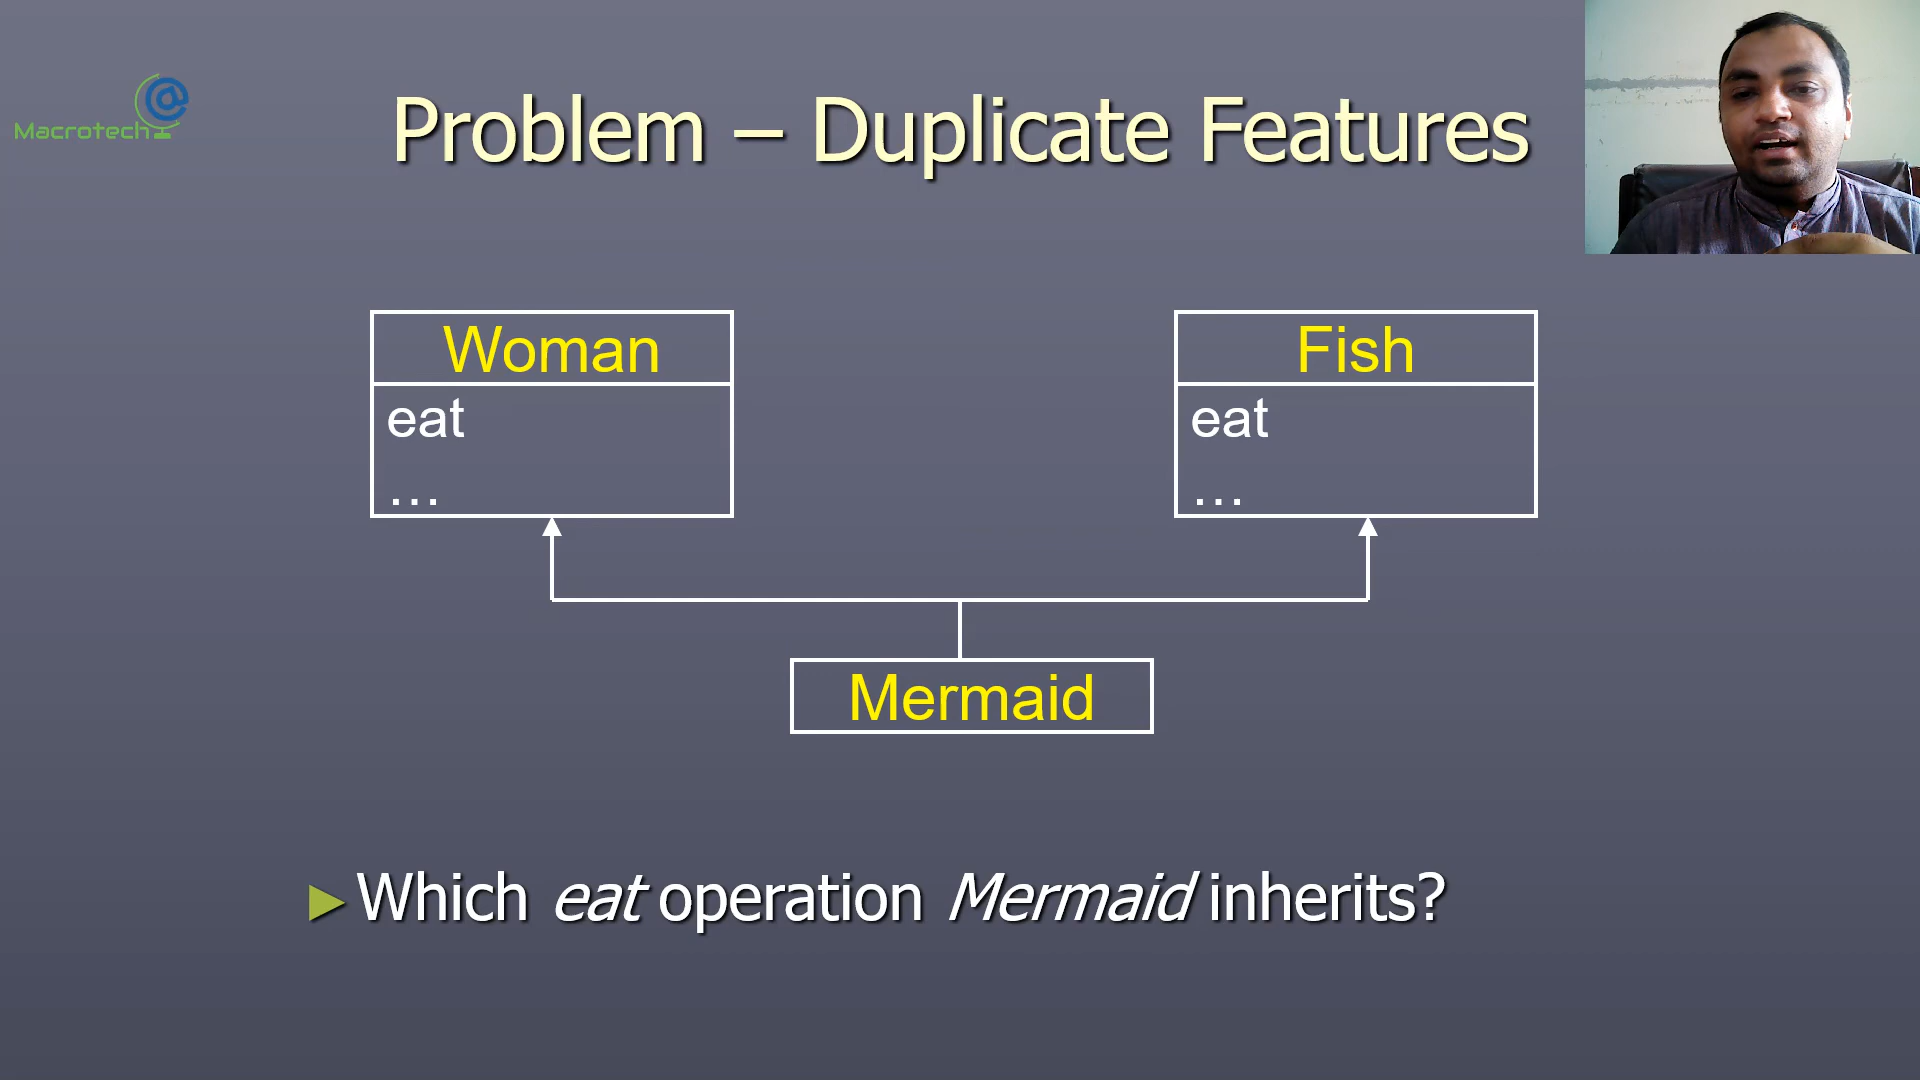 Macrotech
Problem – Duplicate Features
Woman
eat
...
Fish
eat
...
Mermaid
►Which eat operation Mermaid inherits?